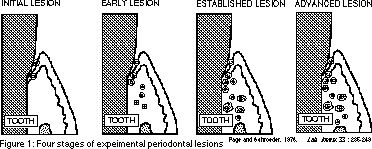 INITIAL LESION EARLY LESION ESTABLISHED LESION ADVANCED LESION
TOOTH TOOTH TOOTH TOOTH
Page and Schroeder, 1976. Lab Invest 33 : 235-249
Figure 1: Four stages of expeimental periodontal lesions